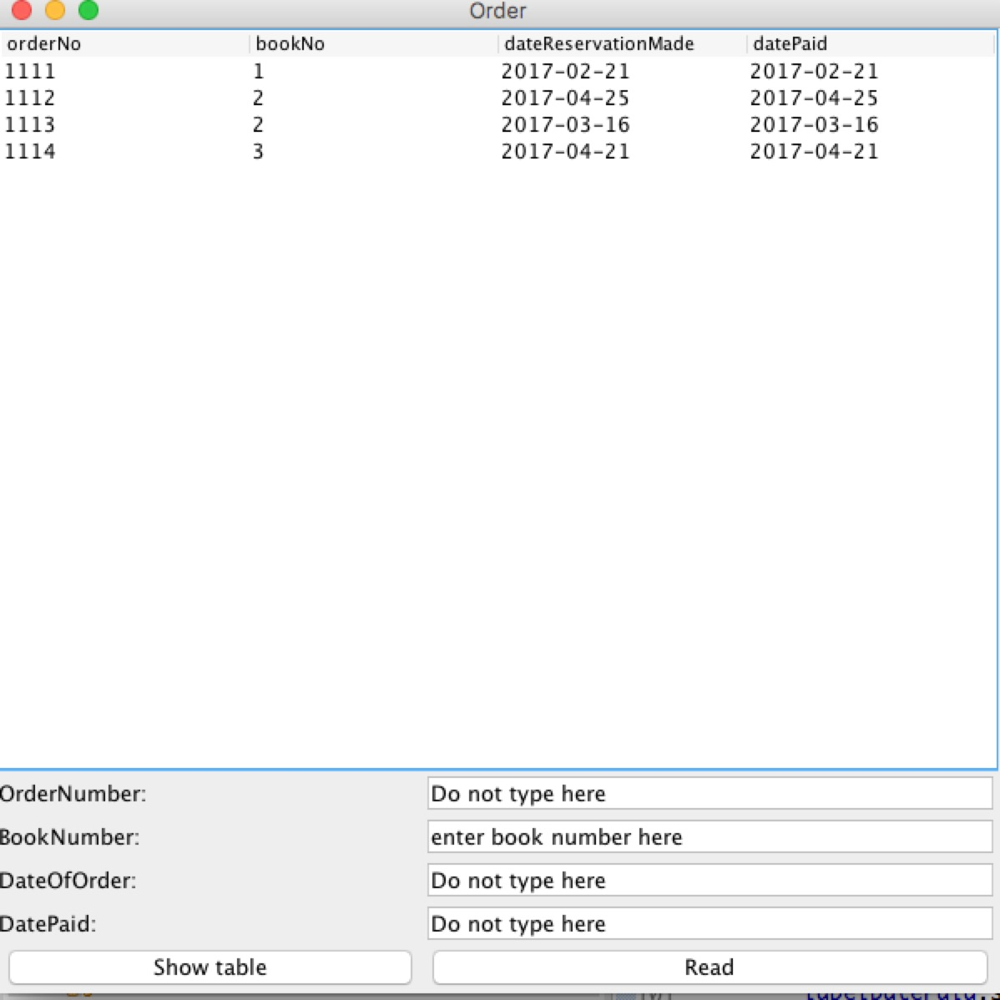 Order
orderNo bookNo dateReservationMade datePaid
1111 1 2017-02-21 2017-02-21
1112 2 2017-04-25 2017-04-25
1113 2 2017-03-16 2017-03-16
1114 3 2017-04-21 2017-04-21
OrderNumber: Do not type here
BookNumber: enter book number here
DateOfOrder: Do not type here
DatePaid: Do not type here
Show table Read